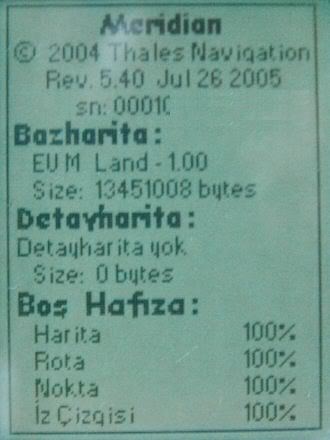 Meridian
© 2004 Thales Navigation
Rev. 5.40 Jul 26 2005
sn: 00010
Bazharita:
EU M Land - 1.00
Size: 13451008 bytes
Detayharita:
Detayharita yok
Size: 0 bytes
Boş Hafıza:
Harita 100%
Rota 100%
Nokta 100%
İz Çizgisi 100%